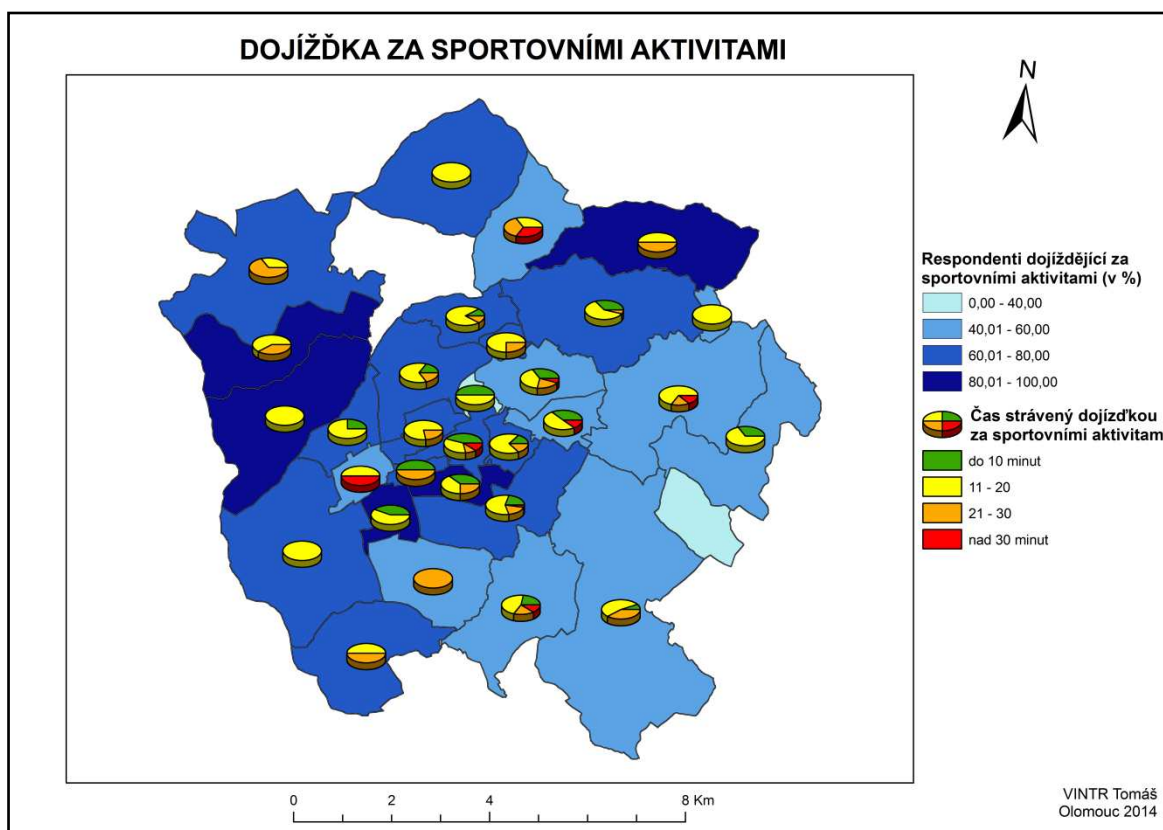 DOJÍŽĎKA ZA SPORTOVNÍMI AKTIVITAMI
N
Respondenti dojíždějící za
sportovními aktivitami (v %)
0,00 - 40,00
40,01 - 60,00
60,01 - 80,00
80,01 - 100,00
Čas strávený dojízďkou
za sportovními aktivitam
do 10 minut
11 - 20
21 - 30
nad 30 minut
0 2 4 8 Km
VINTR Tomáš
Olomouc 2014